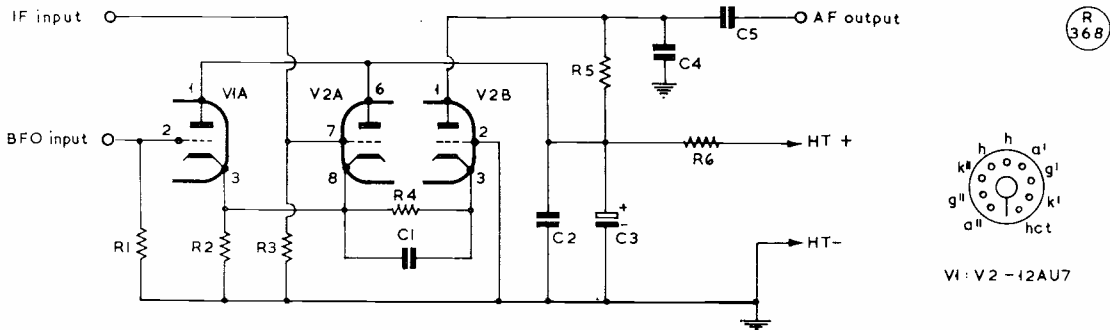 IF input
AF output
R
368
C5
C4
R5
1
V1A
V2A
6
1
V2B
BFO input
2
7
2
HT +
R6
3
8
3
R4
C1
R1
R2
R3
C2
+
-
C3
HT-
h
h
a'
k"
g'
g"
k'
a"
hct
V1 : V2 - 12AU7